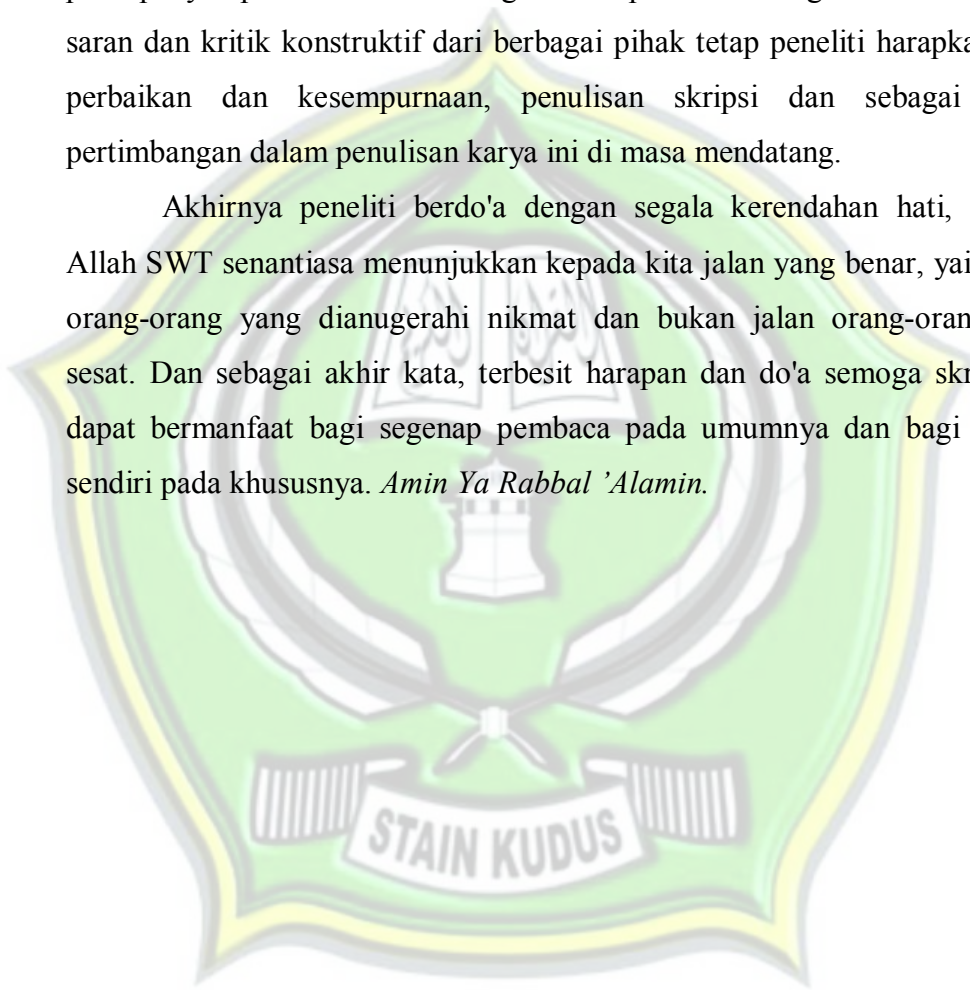 saran dan kritik konstruktif dari berbagai pihak tetap peneliti harapka
perbaikan dan kesempurnaan, penulisan skripsi dan sebagai
pertimbangan dalam penulisan karya ini di masa mendatang.
Akhirnya peneliti berdo'a dengan segala kerendahan hati,
Allah SWT senantiasa menunjukkan kepada kita jalan yang benar, yai
orang-orang yang dianugerahi nikmat dan bukan jalan orang-oran
sesat. Dan sebagai akhir kata, terbesit harapan dan do'a semoga skr
dapat bermanfaat bagi segenap pembaca pada umumnya dan bagi
sendiri pada khususnya. Amin Ya Rabbal ’Alamin.
STAIN KUDUS